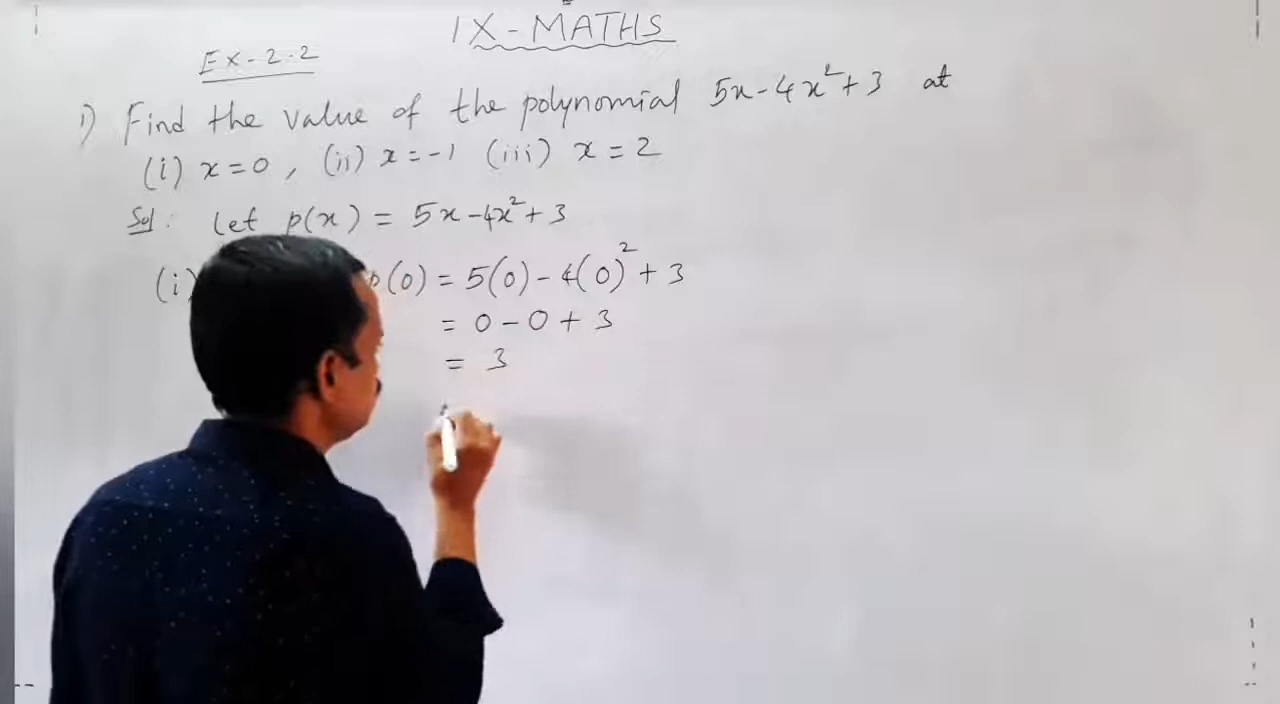 IX-MATHS
Ex-2.2
1) Find the value of the polynomial 5x-4x²+3 at
(i) x=0, (ii) x=-1 (iii) x=2
Sol: Let p(x) = 5x-4x²+3
(i) p(0) = 5(0)-4(0)²+3
= 0-0+3
= 3